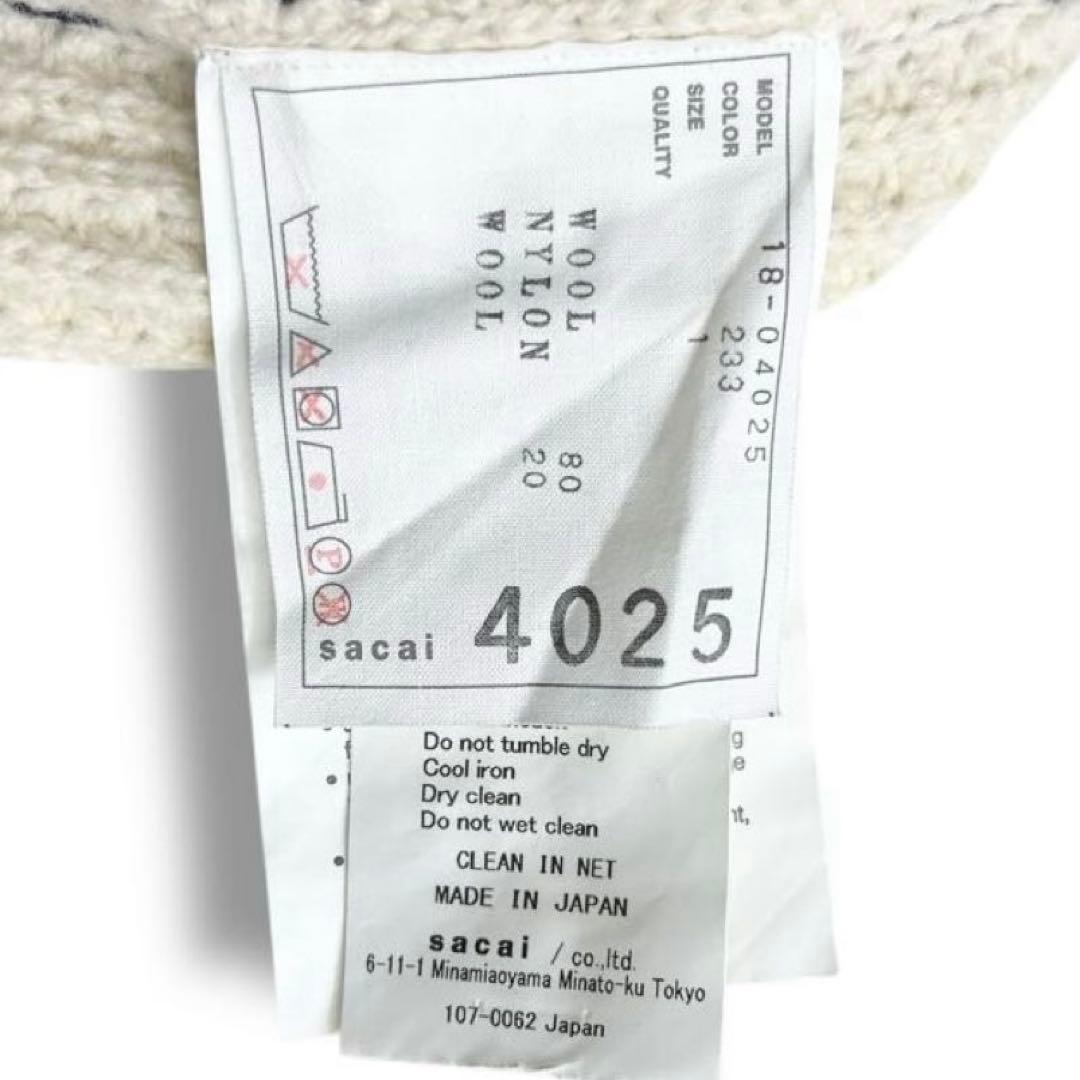 MODEL 18-04025
COLOR 233
SIZE 1
QUALITY
WOOL 80
NYLON 20
WOOL
P
sacai 4025
Do not tumble dry
Cool iron
Dry clean
Do not wet clean
CLEAN IN NET
MADE IN JAPAN
sacai / co.,ltd.
6-11-1 Minamiaoyama Minato-ku Tokyo
107-0062 Japan